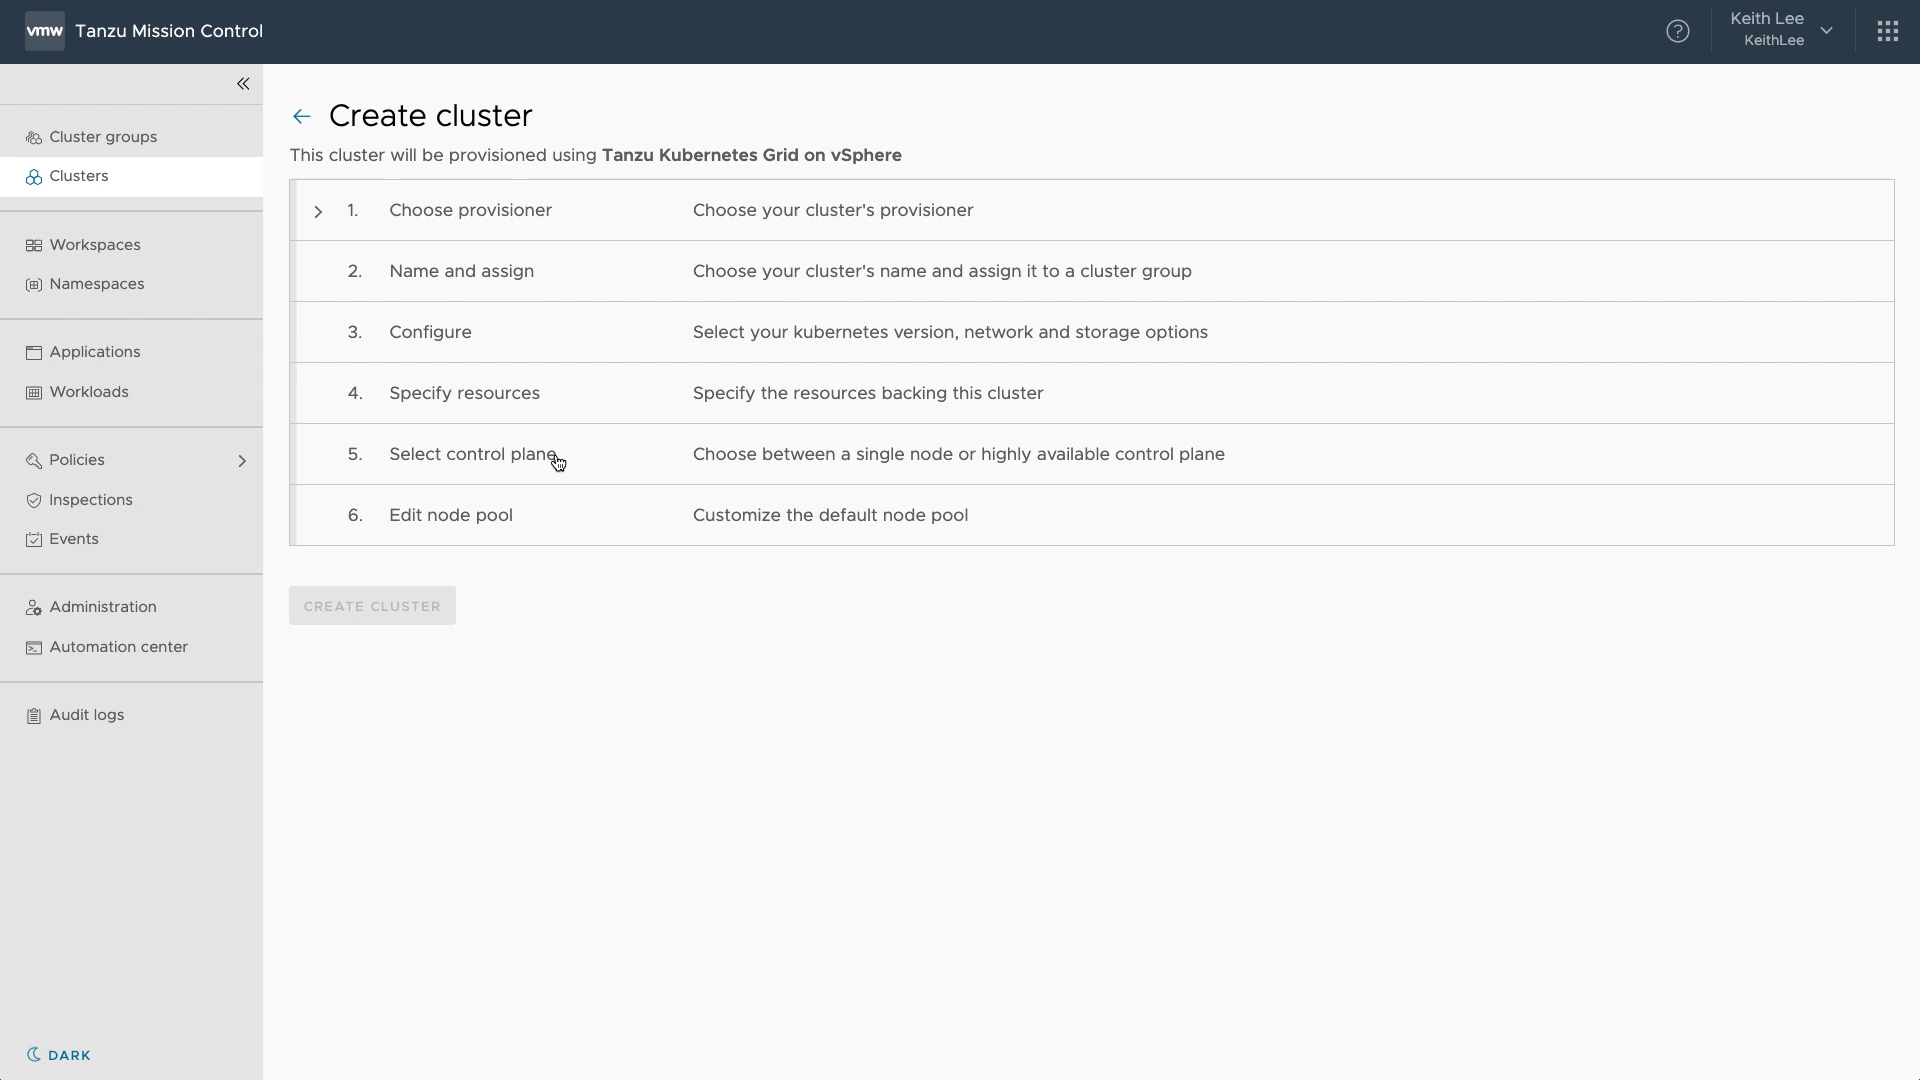 vmw Tanzu Mission Control
Keith Lee
KeithLee
Cluster groups
Clusters
Workspaces
Namespaces
Applications
Workloads
Policies
Inspections
Events
Administration
Automation center
Audit logs
DARK
Create cluster
This cluster will be provisioned using Tanzu Kubernetes Grid on vSphere
1. Choose provisioner Choose your cluster's provisioner
2. Name and assign Choose your cluster's name and assign it to a cluster group
3. Configure Select your kubernetes version, network and storage options
4. Specify resources Specify the resources backing this cluster
5. Select control plane Choose between a single node or highly available control plane
6. Edit node pool Customize the default node pool
CREATE CLUSTER